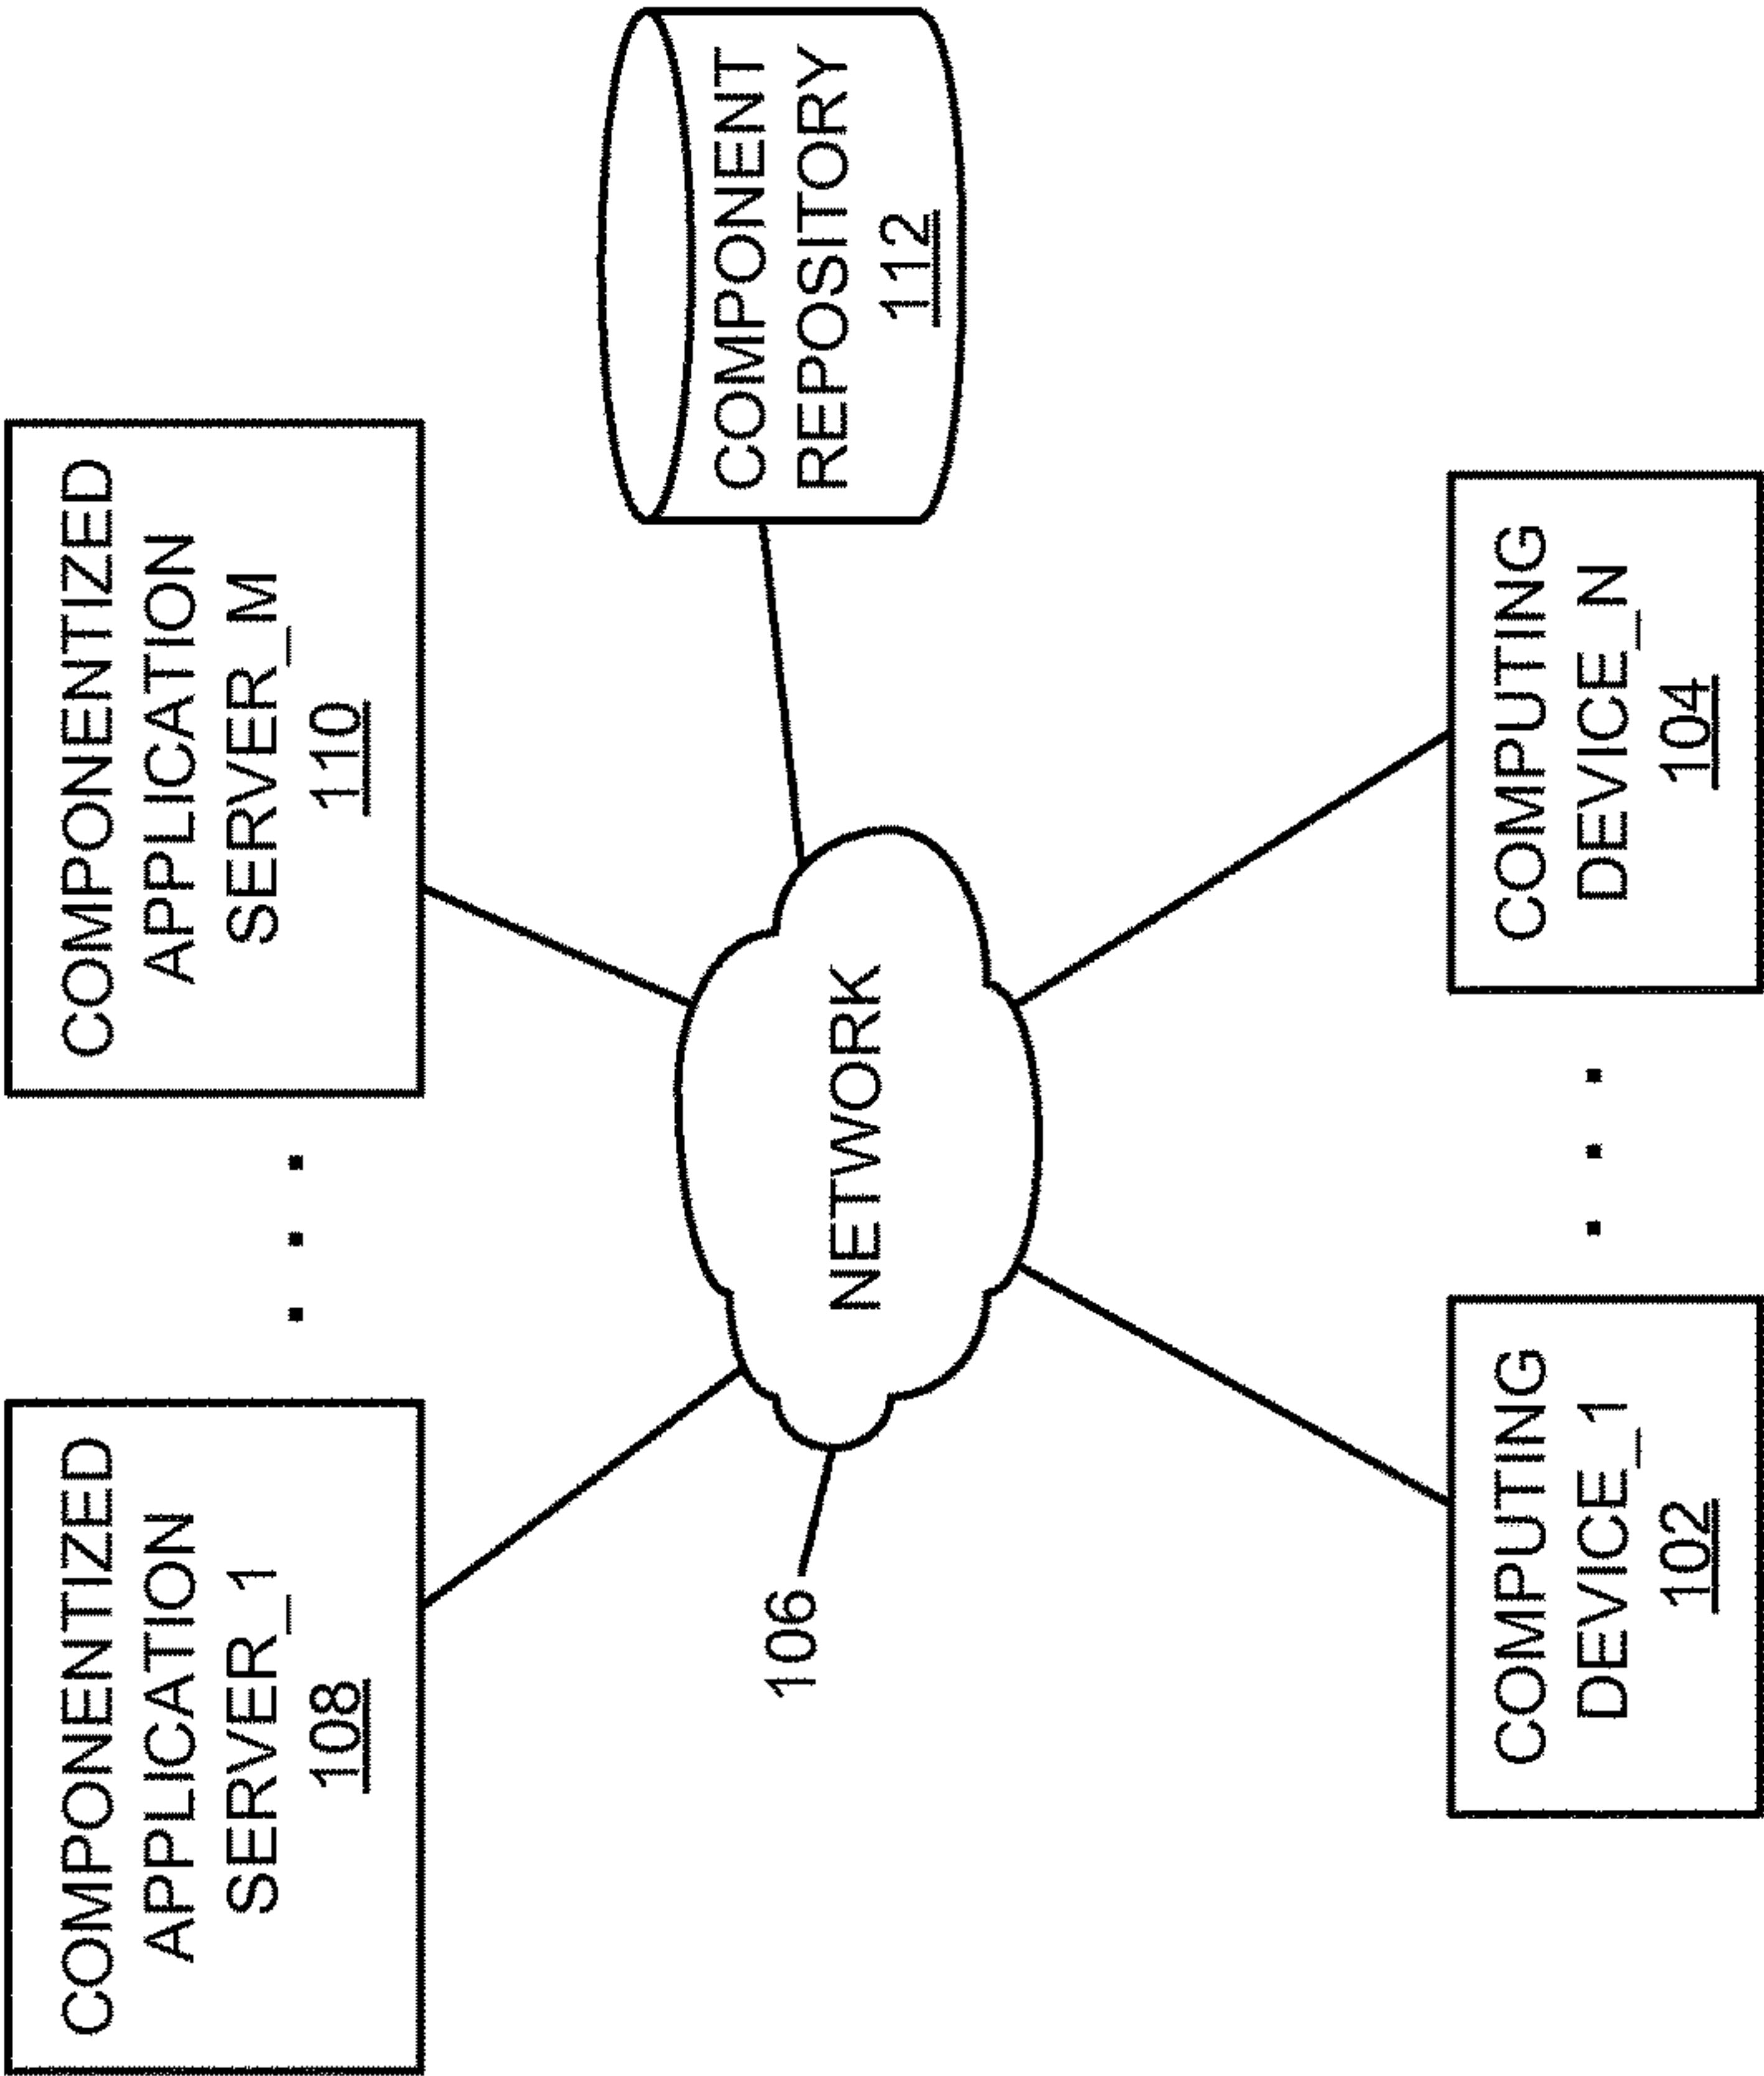 COMPONENTIZED
APPLICATION
SERVER_1
108
COMPONENTIZED
APPLICATION
SERVER_M
110
COMPONENT
REPOSITORY
112
NETWORK
106
COMPUTING
DEVICE_1
102
COMPUTING
DEVICE_N
104